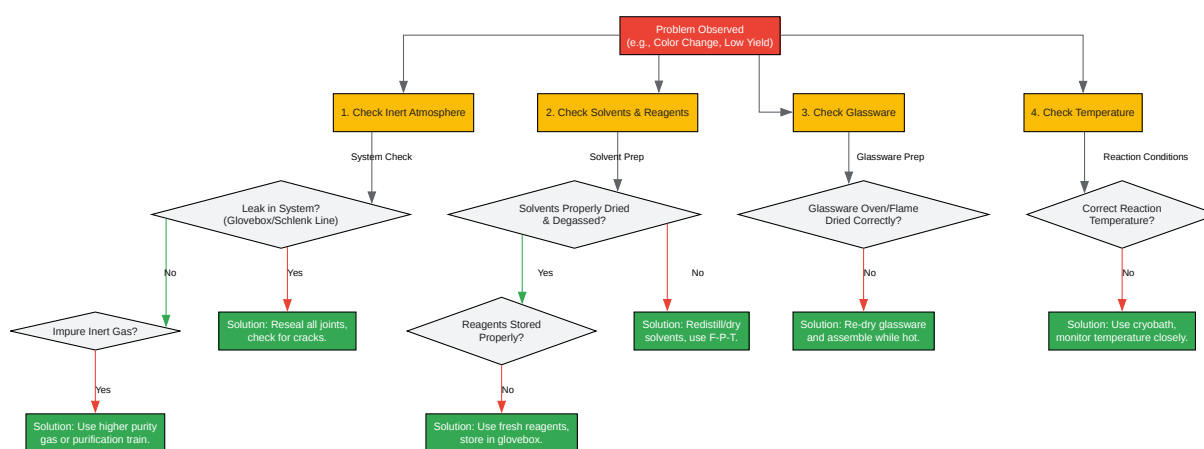 Problem Observed
(e.g., Color Change, Low Yield)
1. Check Inert Atmosphere
2. Check Solvents & Reagents
3. Check Glassware
4. Check Temperature
System Check
Solvent Prep
Glassware Prep
Reaction Conditions
Leak in System?
(Glovebox/Schlenk Line)
Solvents Properly Dried
& Degassed?
Glassware Oven/Flame
Dried Correctly?
Correct Reaction
Temperature?
No
Yes
Yes
No
No
No
Impure Inert Gas?
Solution: Reseal all joints,
check for cracks.
Reagents Stored
Properly?
Solution: Redistill/dry
solvents, use F-P-T.
Solution: Re-dry glassware
and assemble while hot.
Solution: Use cryobath,
monitor temperature closely.
Yes
No
Solution: Use higher purity
gas or purification train.
Solution: Use fresh reagents,
store in glovebox.